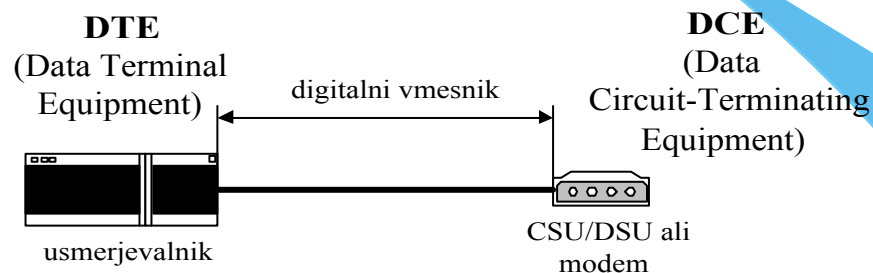 DTE
(Data Terminal
Equipment)
digitalni vmesnik
DCE
(Data
Circuit-Terminating
Equipment)
usmerjevalnik
CSU/DSU ali
modem